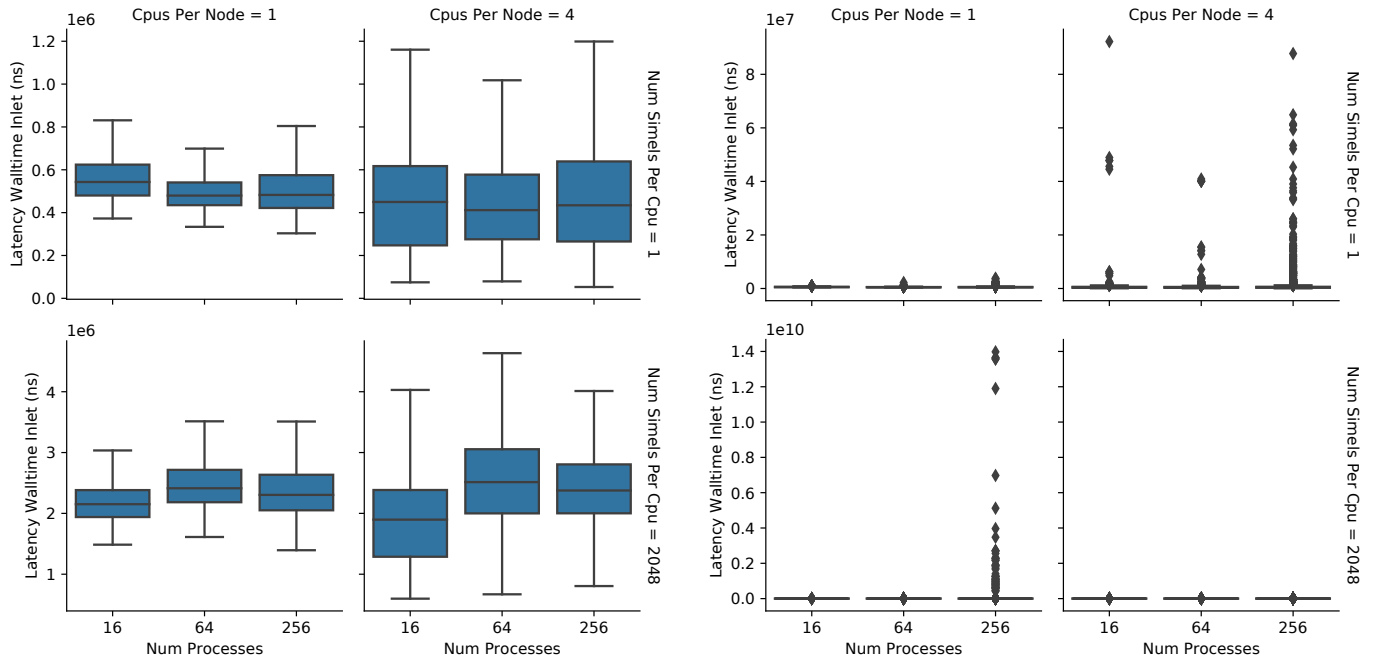 Cpus Per Node = 1
Cpus Per Node = 4
1e6
1.2
1.0
0.8
0.6
0.4
0.2
0.0
Latency Walltime Inlet (ns)
Num Simels Per Cpu = 1
1e6
4
3
2
1
Latency Walltime Inlet (ns)
Num Simels Per Cpu = 2048
16
64
256
16
64
256
Num Processes
Num Processes
Cpus Per Node = 1
Cpus Per Node = 4
1e7
8
6
4
2
0
Latency Walltime Inlet (ns)
Num Simels Per Cpu = 1
1e10
1.4
1.2
1.0
0.8
0.6
0.4
0.2
0.0
Latency Walltime Inlet (ns)
Num Simels Per Cpu = 2048
16
64
256
16
64
256
Num Processes
Num Processes